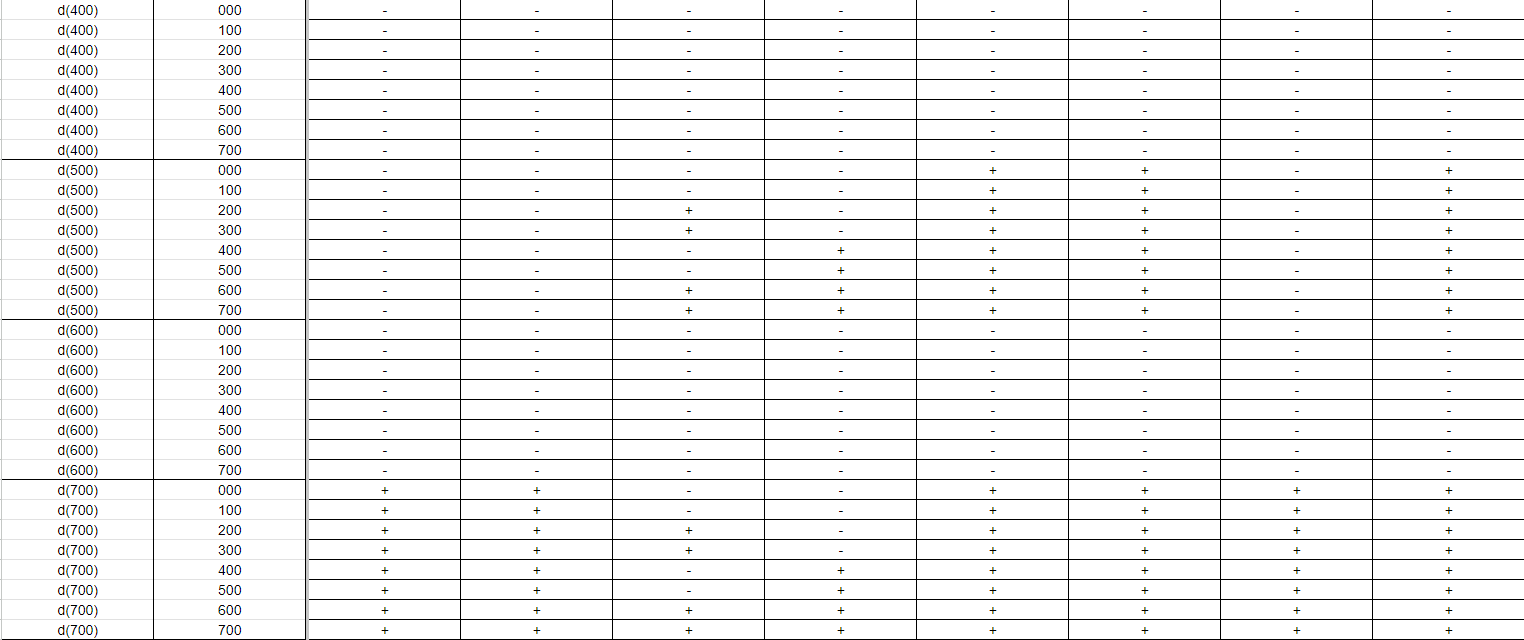 d(400) 000 - - - - - - - -
d(400) 100 - - - - - - - -
d(400) 200 - - - - - - - -
d(400) 300 - - - - - - - -
d(400) 400 - - - - - - - -
d(400) 500 - - - - - - - -
d(400) 600 - - - - - - - -
d(400) 700 - - - - - - - -
d(500) 000 - - - - + + - +
d(500) 100 - - - - + + - +
d(500) 200 - - + - + + - +
d(500) 300 - - + - + + - +
d(500) 400 - - - + + + - +
d(500) 500 - - - + + + - +
d(500) 600 - - + + + + - +
d(500) 700 - - + + + + - +
d(600) 000 - - - - - - - -
d(600) 100 - - - - - - - -
d(600) 200 - - - - - - - -
d(600) 300 - - - - - - - -
d(600) 400 - - - - - - - -
d(600) 500 - - - - - - - -
d(600) 600 - - - - - - - -
d(600) 700 - - - - - - - -
d(700) 000 + + - - + + + +
d(700) 100 + + - - + + + +
d(700) 200 + + + - + + + +
d(700) 300 + + + - + + + +
d(700) 400 + + - + + + + +
d(700) 500 + + - + + + + +
d(700) 600 + + + + + + + +
d(700) 700 + + + + + + + +